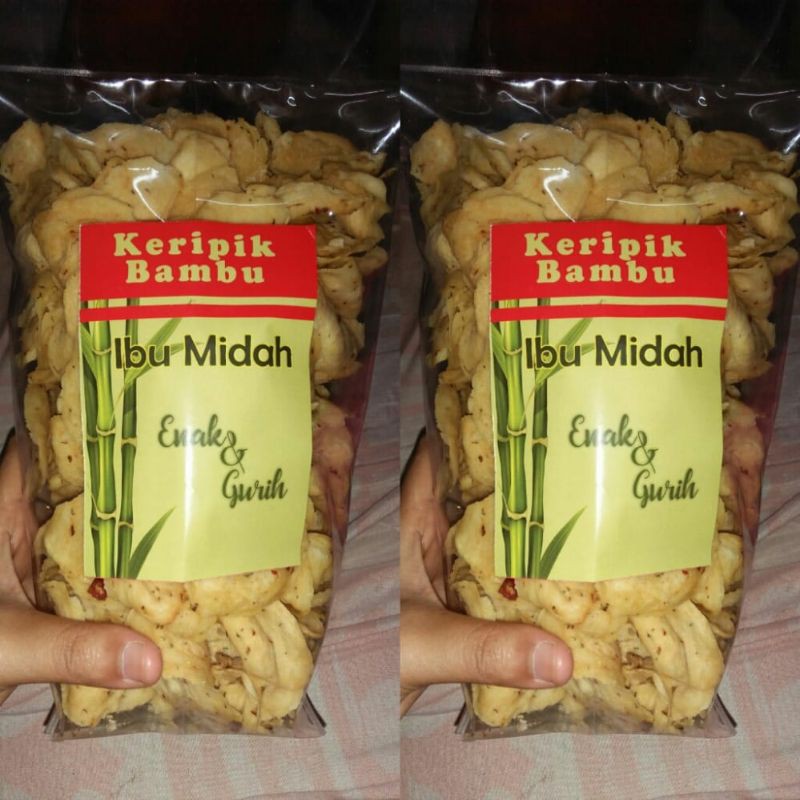 Keripik
Bambu
Ibu Midah
Enak
&
Gurih
Keripik
Bambu
Ibu Midah
Enak
&
Gurih